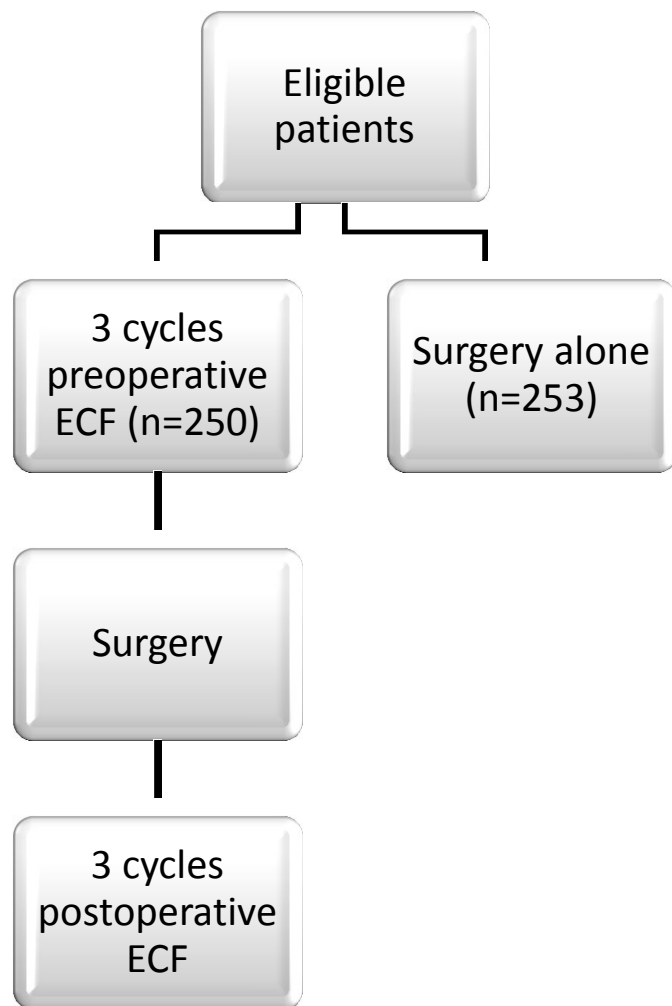 Eligible
patients
3 cycles
preoperative
ECF (n=250)
Surgery alone
(n=253)
Surgery
3 cycles
postoperative
ECF